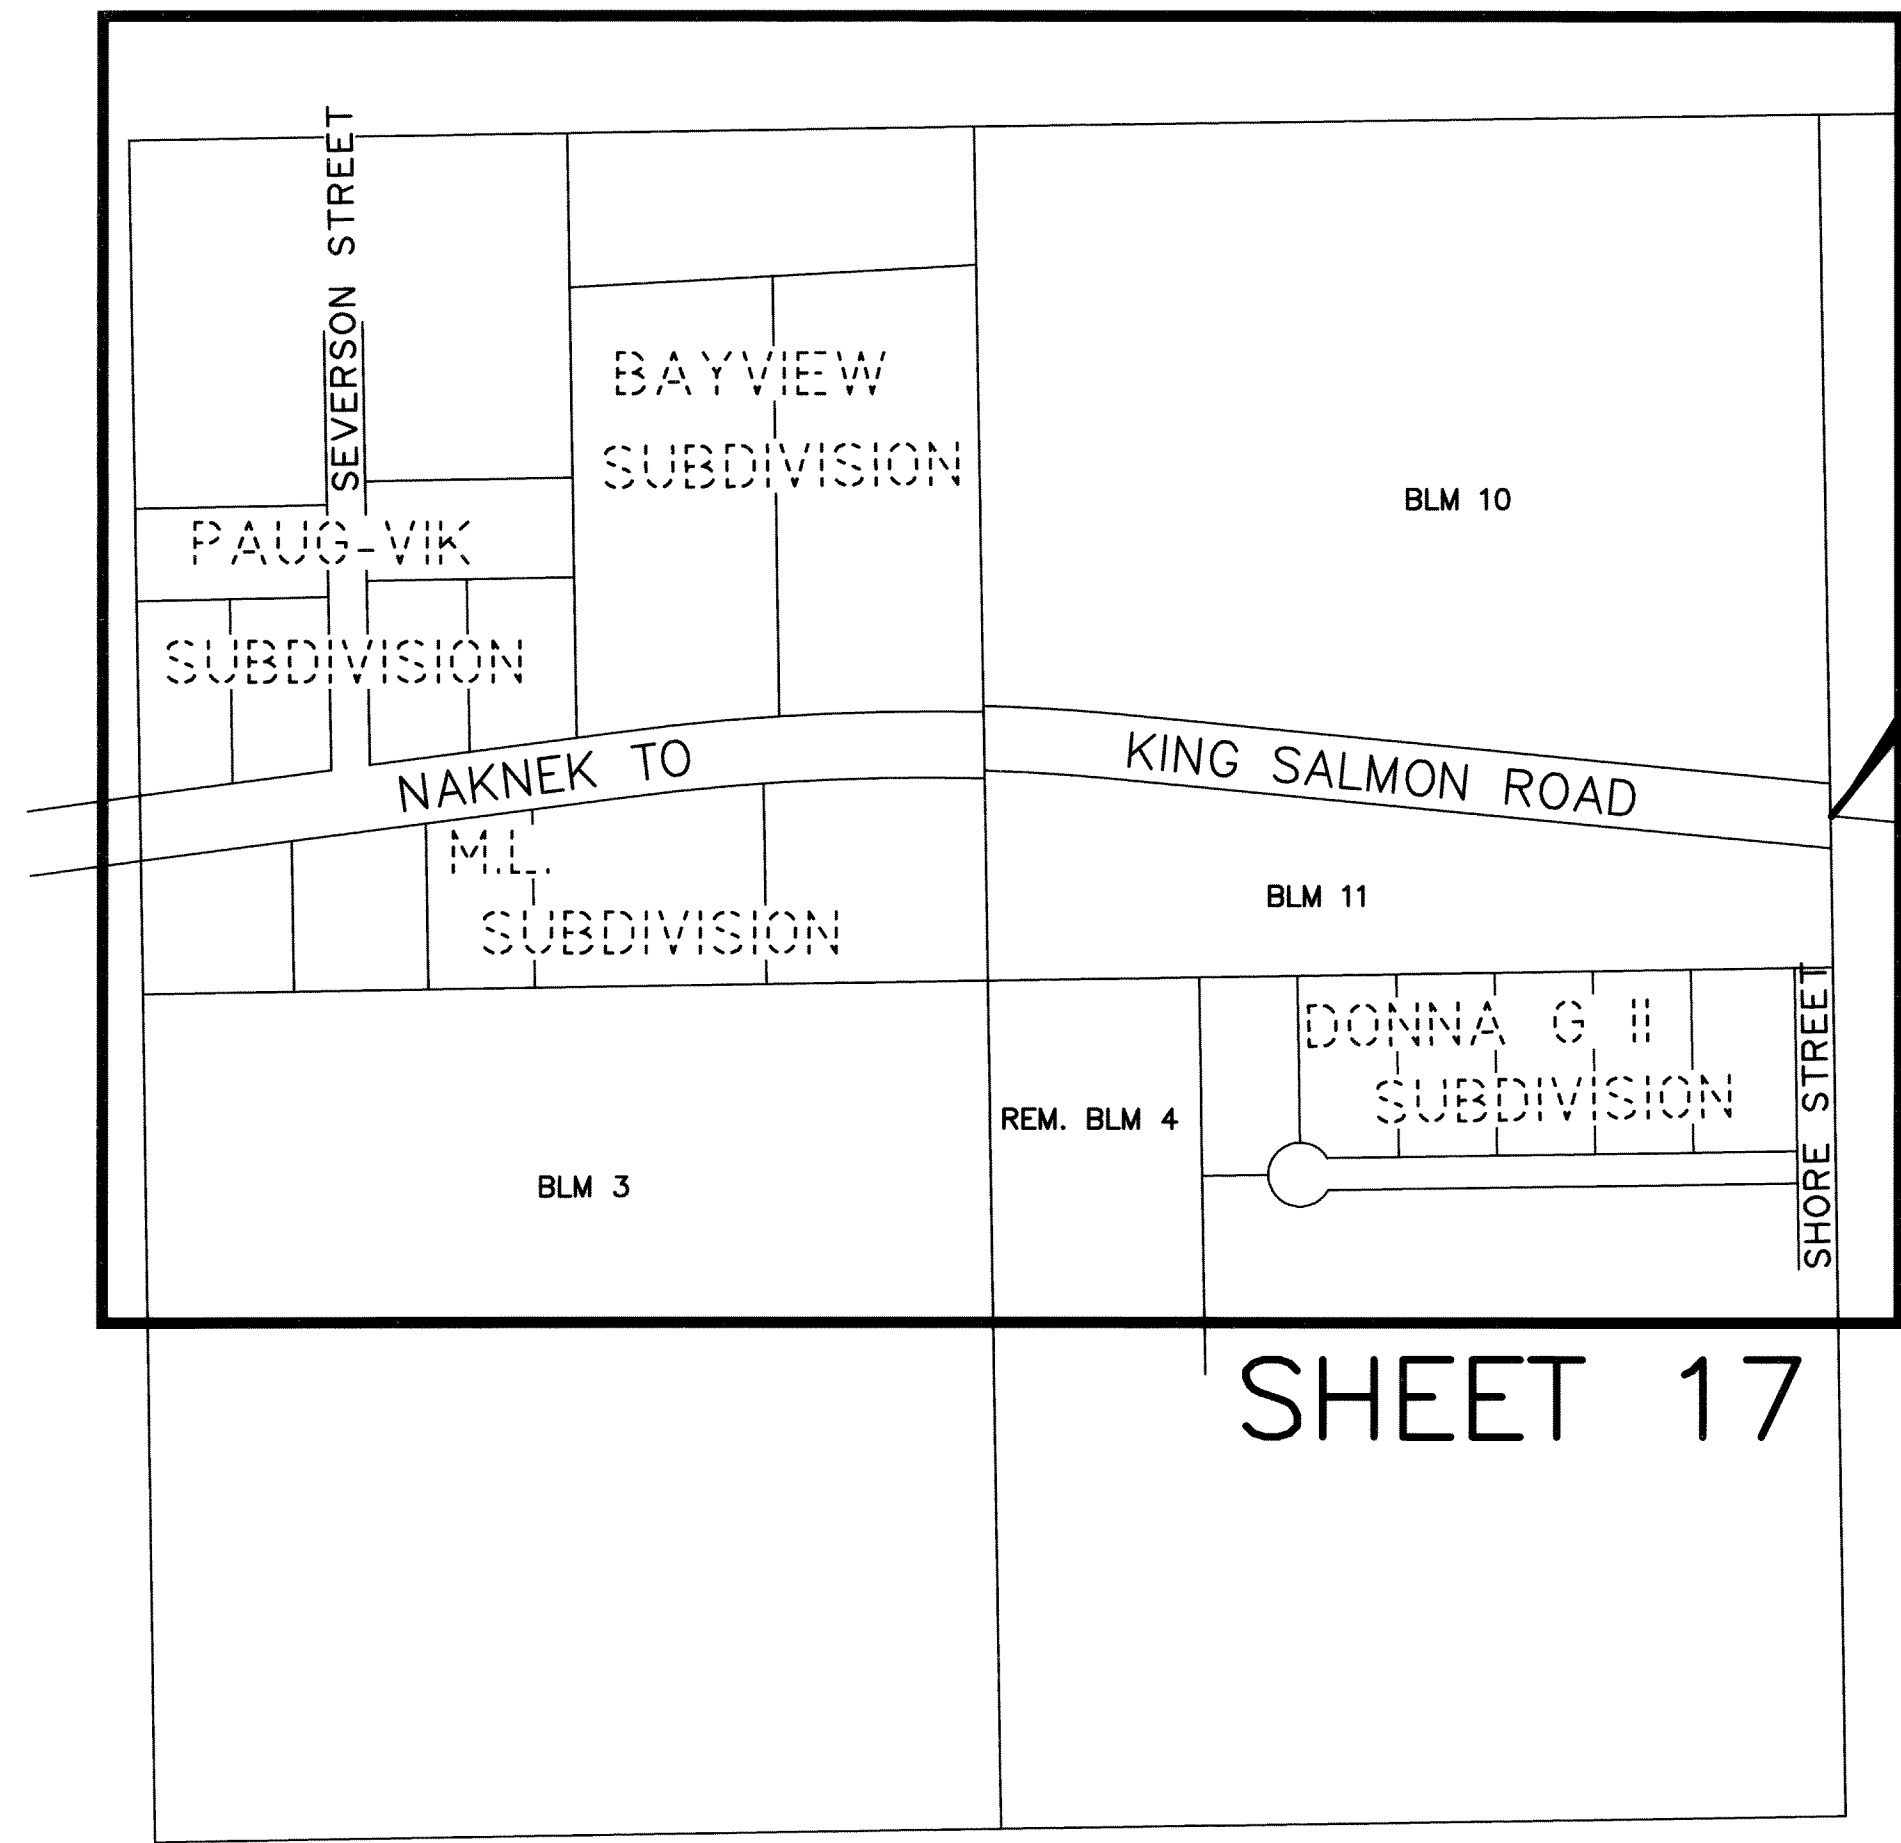 SEVERSON STREET
BAYVIEW
SUBDIVISION
BLM 10
PAUG-VIK
SUBDIVISION
NAKNEK TO KING SALMON ROAD
M.L.
SUBDIVISION
BLM 11
DONNA G II
SUBDIVISION
SHORE STREET
REM. BLM 4
BLM 3
SHEET 17